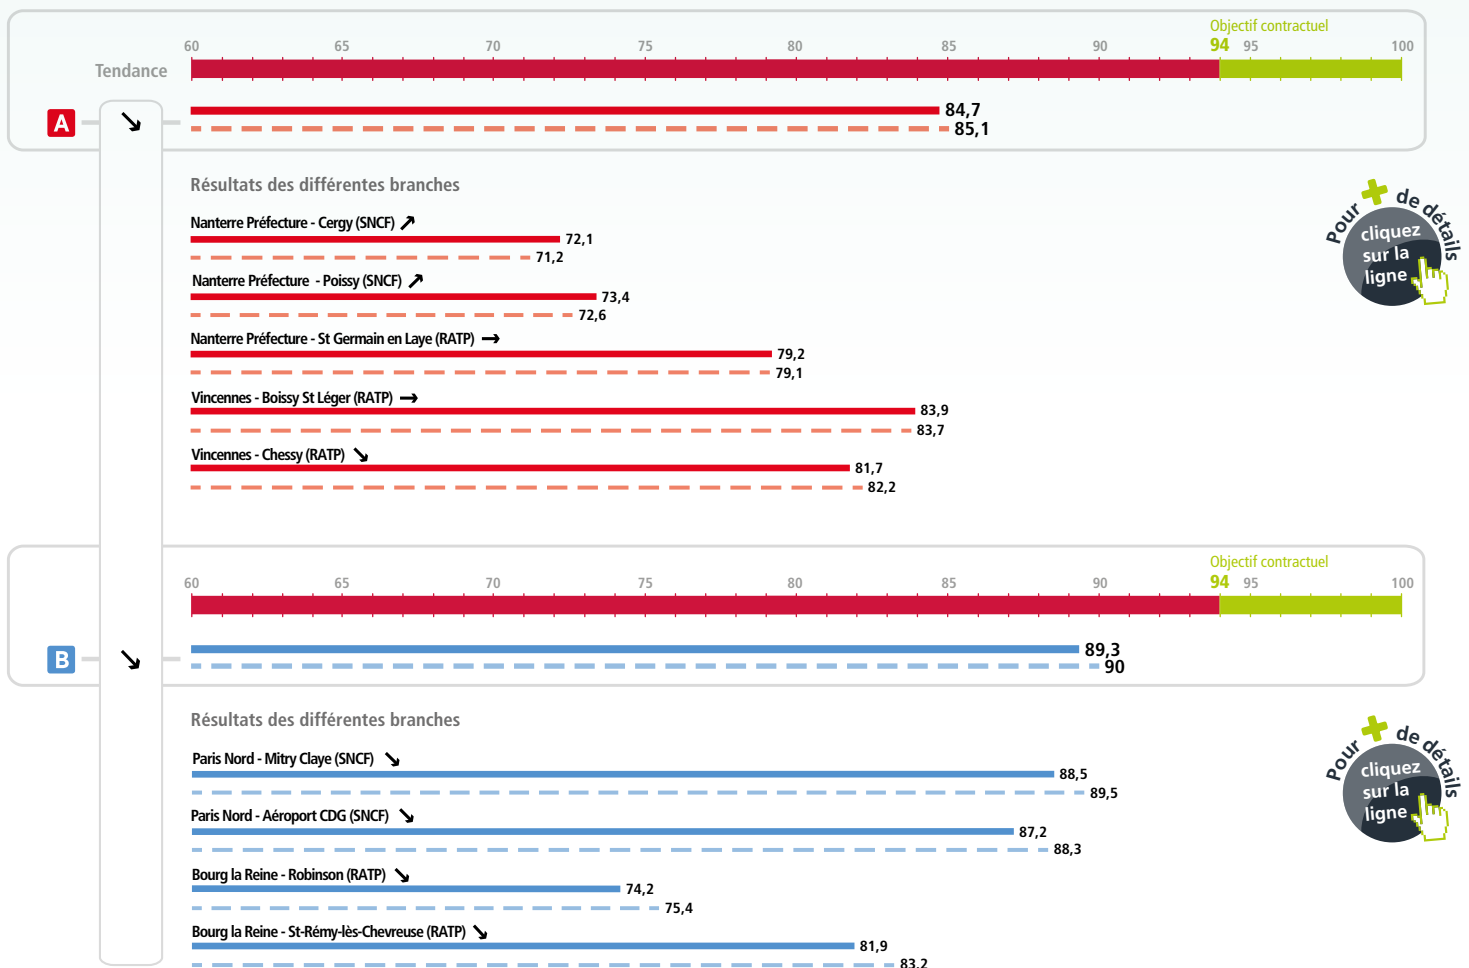 Objectif contractuel
60 65 70 75 80 85 90 94 95 100
Tendance
A
84,7
85,1
Résultats des différentes branches
Nanterre Préfecture - Cergy (SNCF)
72,1
71,2
Nanterre Préfecture - Poissy (SNCF)
73,4
72,6
Nanterre Préfecture - St Germain en Laye (RATP)
79,2
79,1
Vincennes - Boissy St Léger (RATP)
83,9
83,7
Vincennes - Chessy (RATP)
81,7
82,2
Pour + de détails
cliquez
sur la
ligne
Objectif contractuel
60 65 70 75 80 85 90 94 95 100
B
89,3
90
Résultats des différentes branches
Paris Nord - Mitry Claye (SNCF)
88,5
89,5
Paris Nord - Aéroport CDG (SNCF)
87,2
88,3
Bourg la Reine - Robinson (RATP)
74,2
75,4
Bourg la Reine - St-Rémy-lès-Chevreuse (RATP)
81,9
83,2
Pour + de détails
cliquez
sur la
ligne